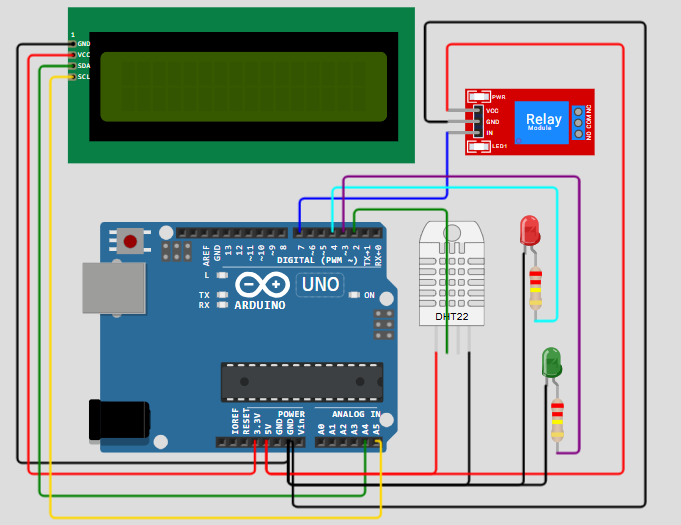 1
GND
VCC
SDA
SCL
PWR
VCC
GND
IN
LED1
Relay
Module
NO COM NC
AREF
GND
13
12
~11
~10
~9
8
7
~6
~5
4
~3
2
TX→1
RX←0
DIGITAL (PWM ~)
L
TX
RX
UNO
ON
ARDUINO
DHT22
POWER
ANALOG IN
IOREF
RESET
3.3V
5V
GND
GND
Vin
A0
A1
A2
A3
A4
A5